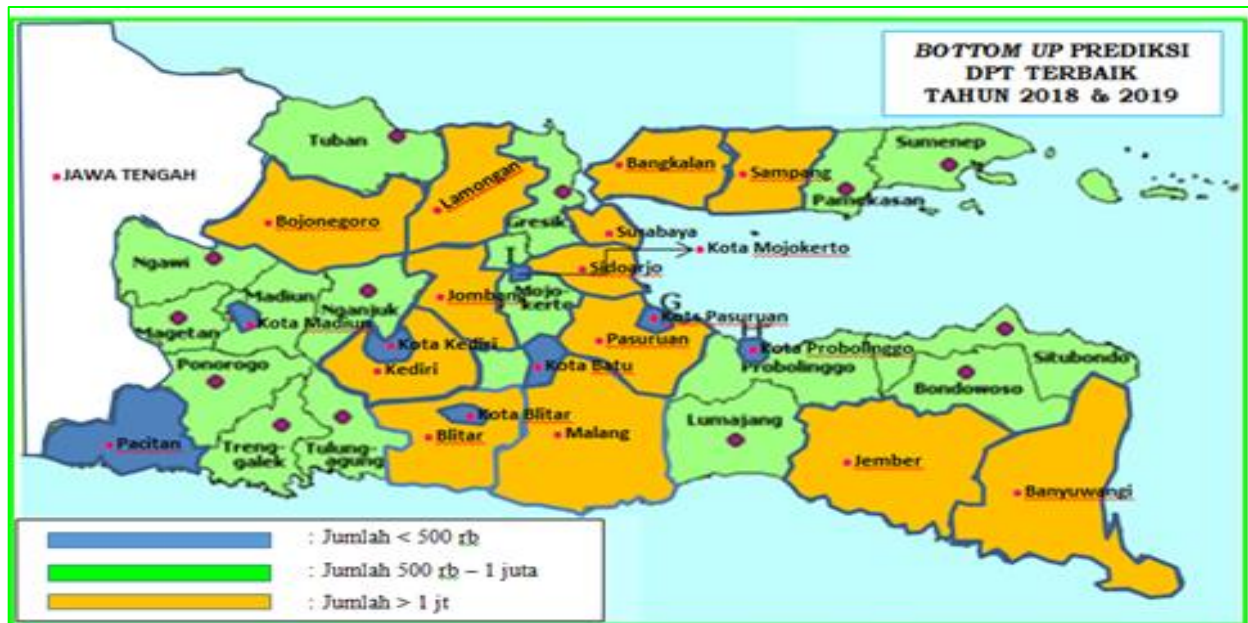 BOTTOM UP PREDIKSI
DPT TERBAIK
TAHUN 2018 & 2019
Tuban
JAWA TENGAH
Lamongan
Bojonegoro
Gresik
Bangkalan
Sampang
Sumenep
Pamekasan
Surabaya
Kota Mojokerto
I
Sidoarjo
Ngawi
Madiun
Nganjuk
Jombang
Mojo-
kerto
G
Magetan
Kota Madiun
Kota Pasuruan
H
Kota Kediri
Pasuruan
Kota Probolinggo
Probolinggo
Situbondo
Ponorogo
Kediri
Kota Batu
Bondowoso
Kota Blitar
Lumajang
Pacitan
Treng-
galek
Tulung-
agung
Blitar
Malang
Jember
Banyuwangi
: Jumlah < 500 rb
: Jumlah 500 rb – 1 juta
: Jumlah > 1 jt